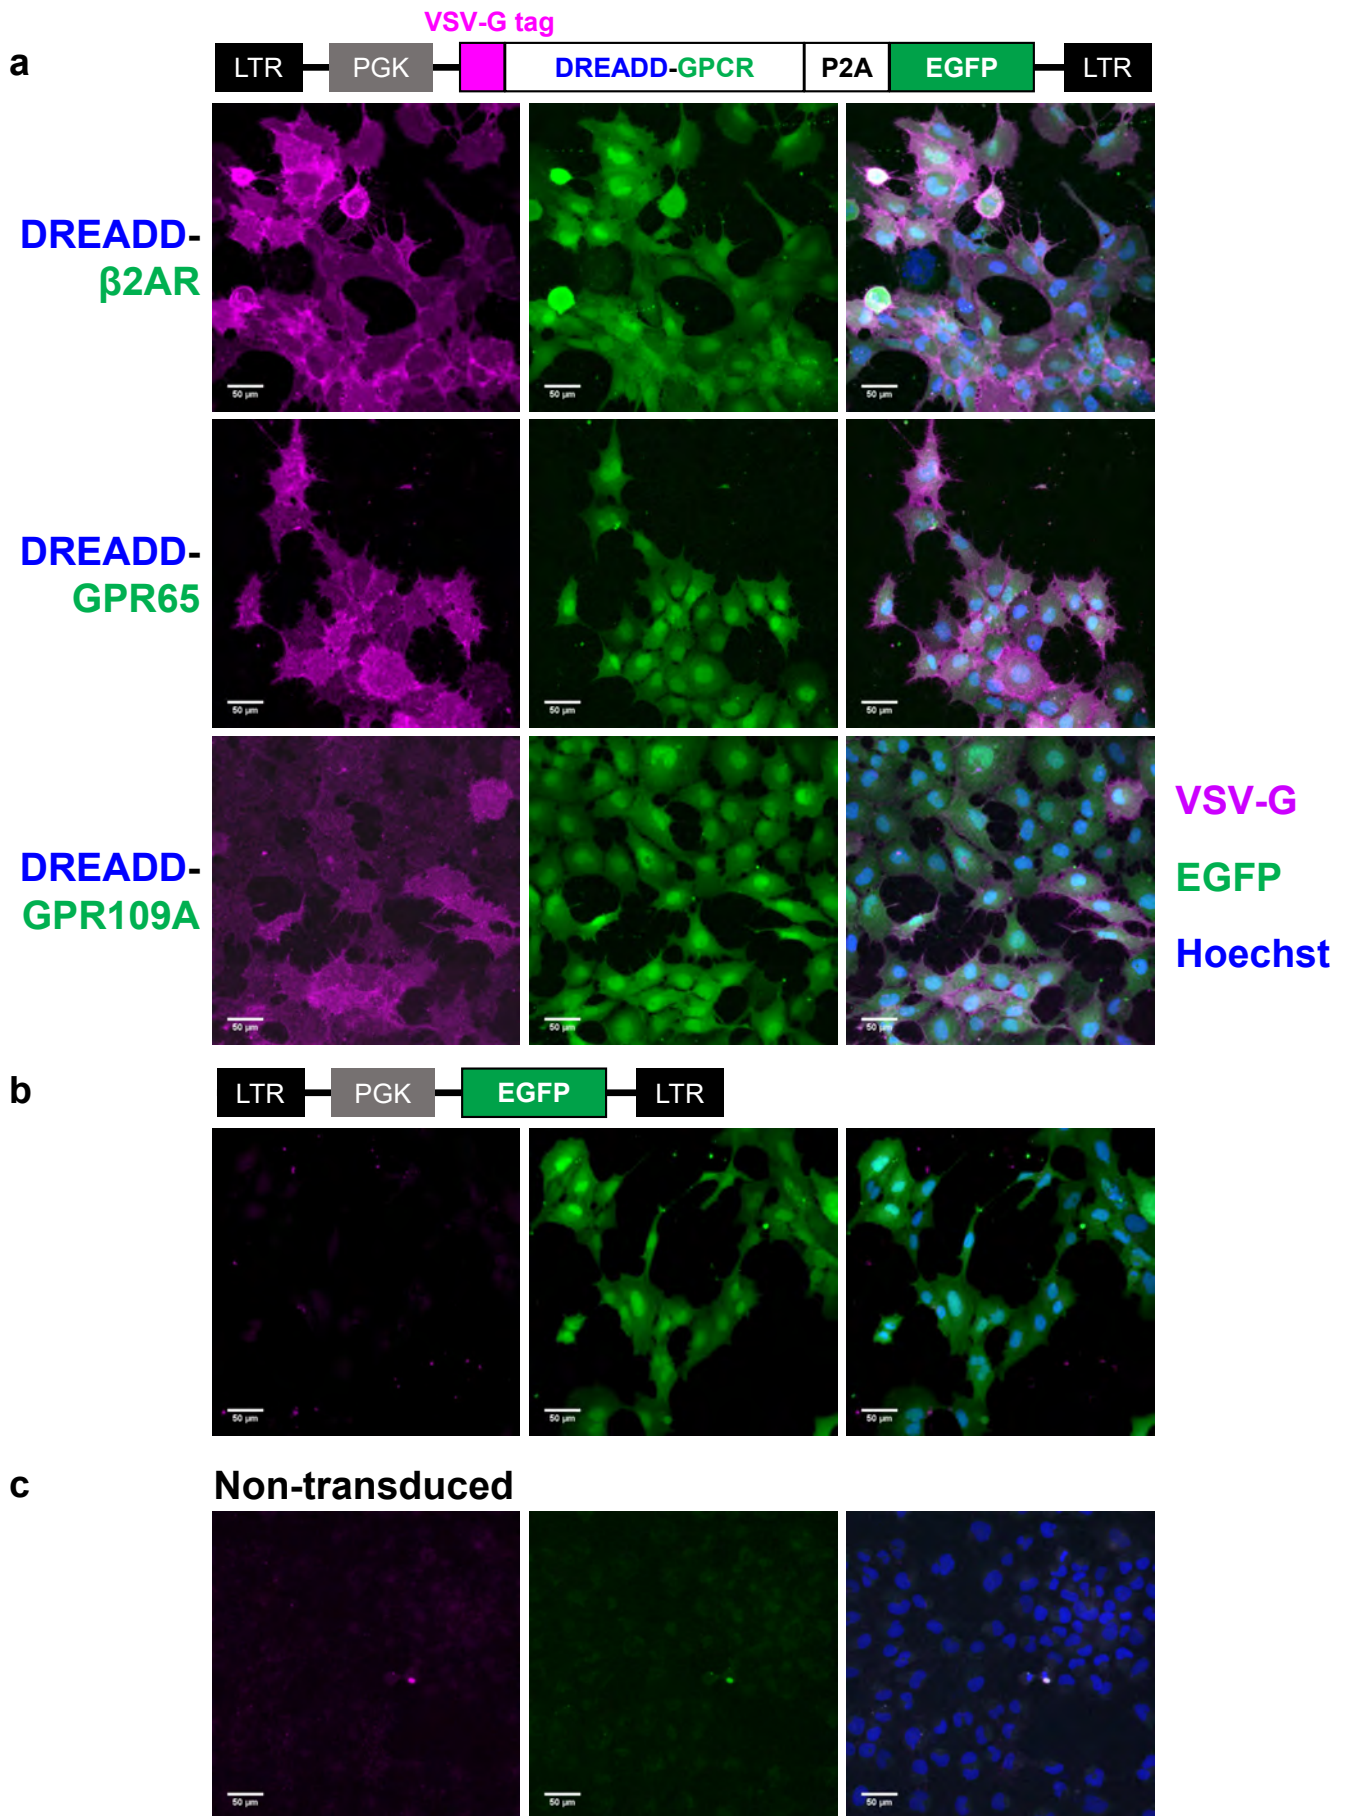 VSV-G tag
a
LTR PGK DREADD-GPCR P2A EGFP LTR
DREADD-
β2AR
50 µm 50 µm 50 µm
DREADD-
GPR65
50 µm 50 µm 50 µm
DREADD-
GPR109A
VSV-G
EGFP
Hoechst
50 µm 50 µm 50 µm
b
LTR PGK EGFP LTR
50 µm 50 µm 50 µm
c
Non-transduced
50 µm 50 µm 50 µm